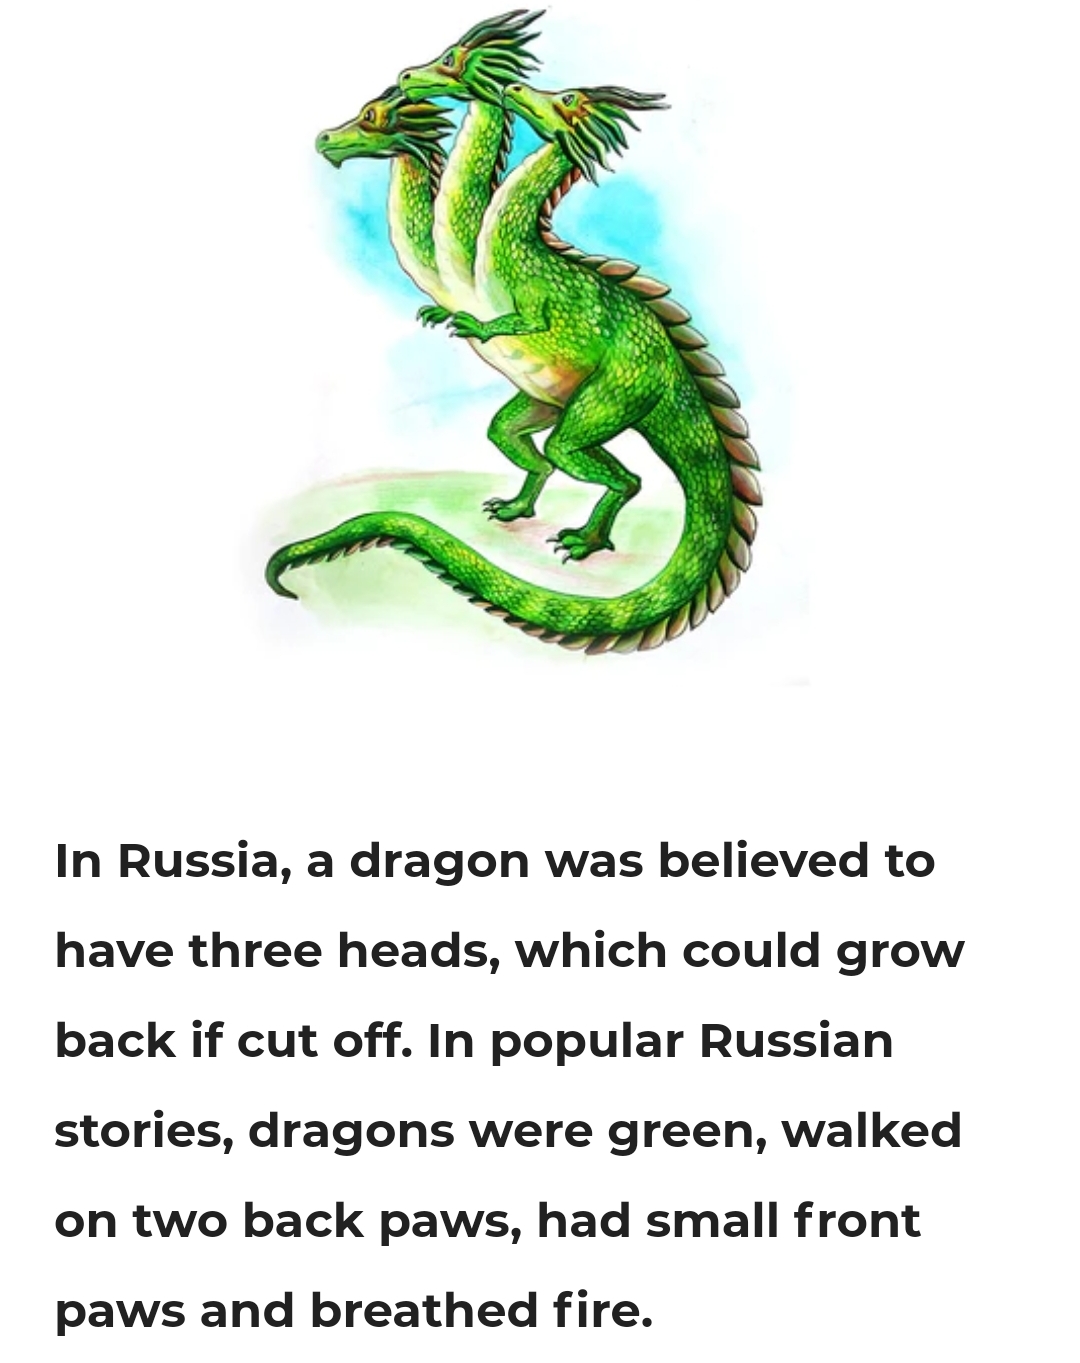 In Russia, a dragon was believed to
have three heads, which could grow
back if cut off. In popular Russian
stories, dragons were green, walked
on two back paws, had small front
paws and breathed fire.